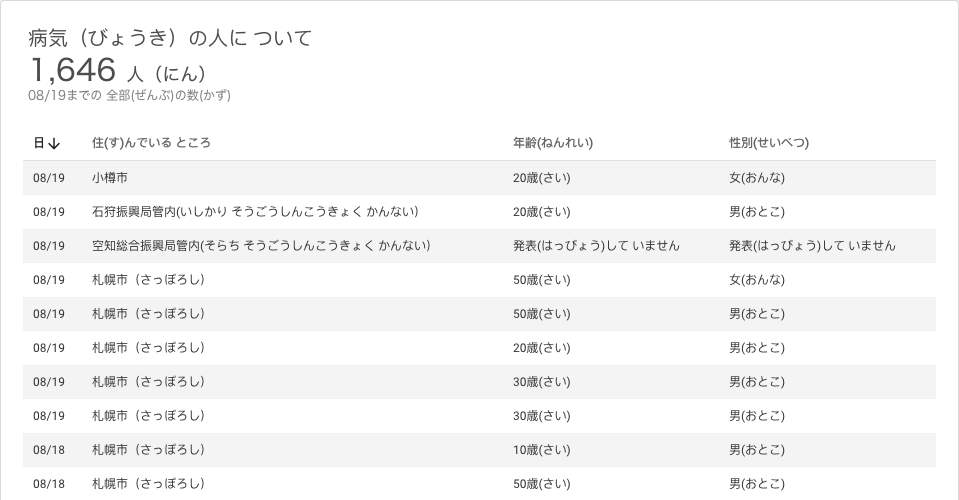 病気（びょうき）の人に ついて
1,646 人（にん）
08/19までの 全部(ぜんぶ)の数(かず)
日↓ 住(す)んでいる ところ 年齢(ねんれい) 性別(せいべつ)
08/19 小樽市 20歳(さい) 女(おんな)
08/19 石狩振興局管内(いしかり そうごうしんこうきょく かんない） 20歳(さい) 男(おとこ)
08/19 空知総合振興局管内(そらち そうごうしんこうきょく かんない） 発表(はっぴょう)して いません 発表(はっぴょう)して いません
08/19 札幌市（さっぽろし） 50歳(さい) 女(おんな)
08/19 札幌市（さっぽろし） 50歳(さい) 男(おとこ)
08/19 札幌市（さっぽろし） 20歳(さい) 男(おとこ)
08/19 札幌市（さっぽろし） 30歳(さい) 男(おとこ)
08/19 札幌市（さっぽろし） 30歳(さい) 男(おとこ)
08/18 札幌市（さっぽろし） 10歳(さい) 男(おとこ)
08/18 札幌市（さっぽろし） 50歳(さい) 男(おとこ)